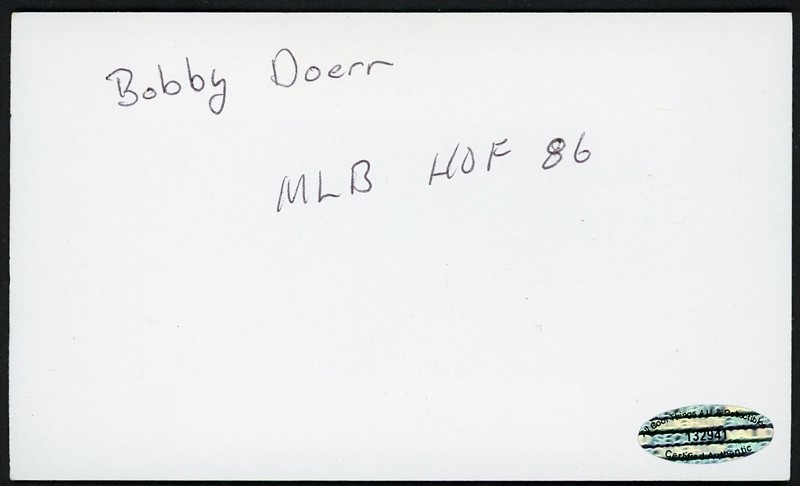 Bobby Doerr
MLB HOF 86
132941
Certified Authentic